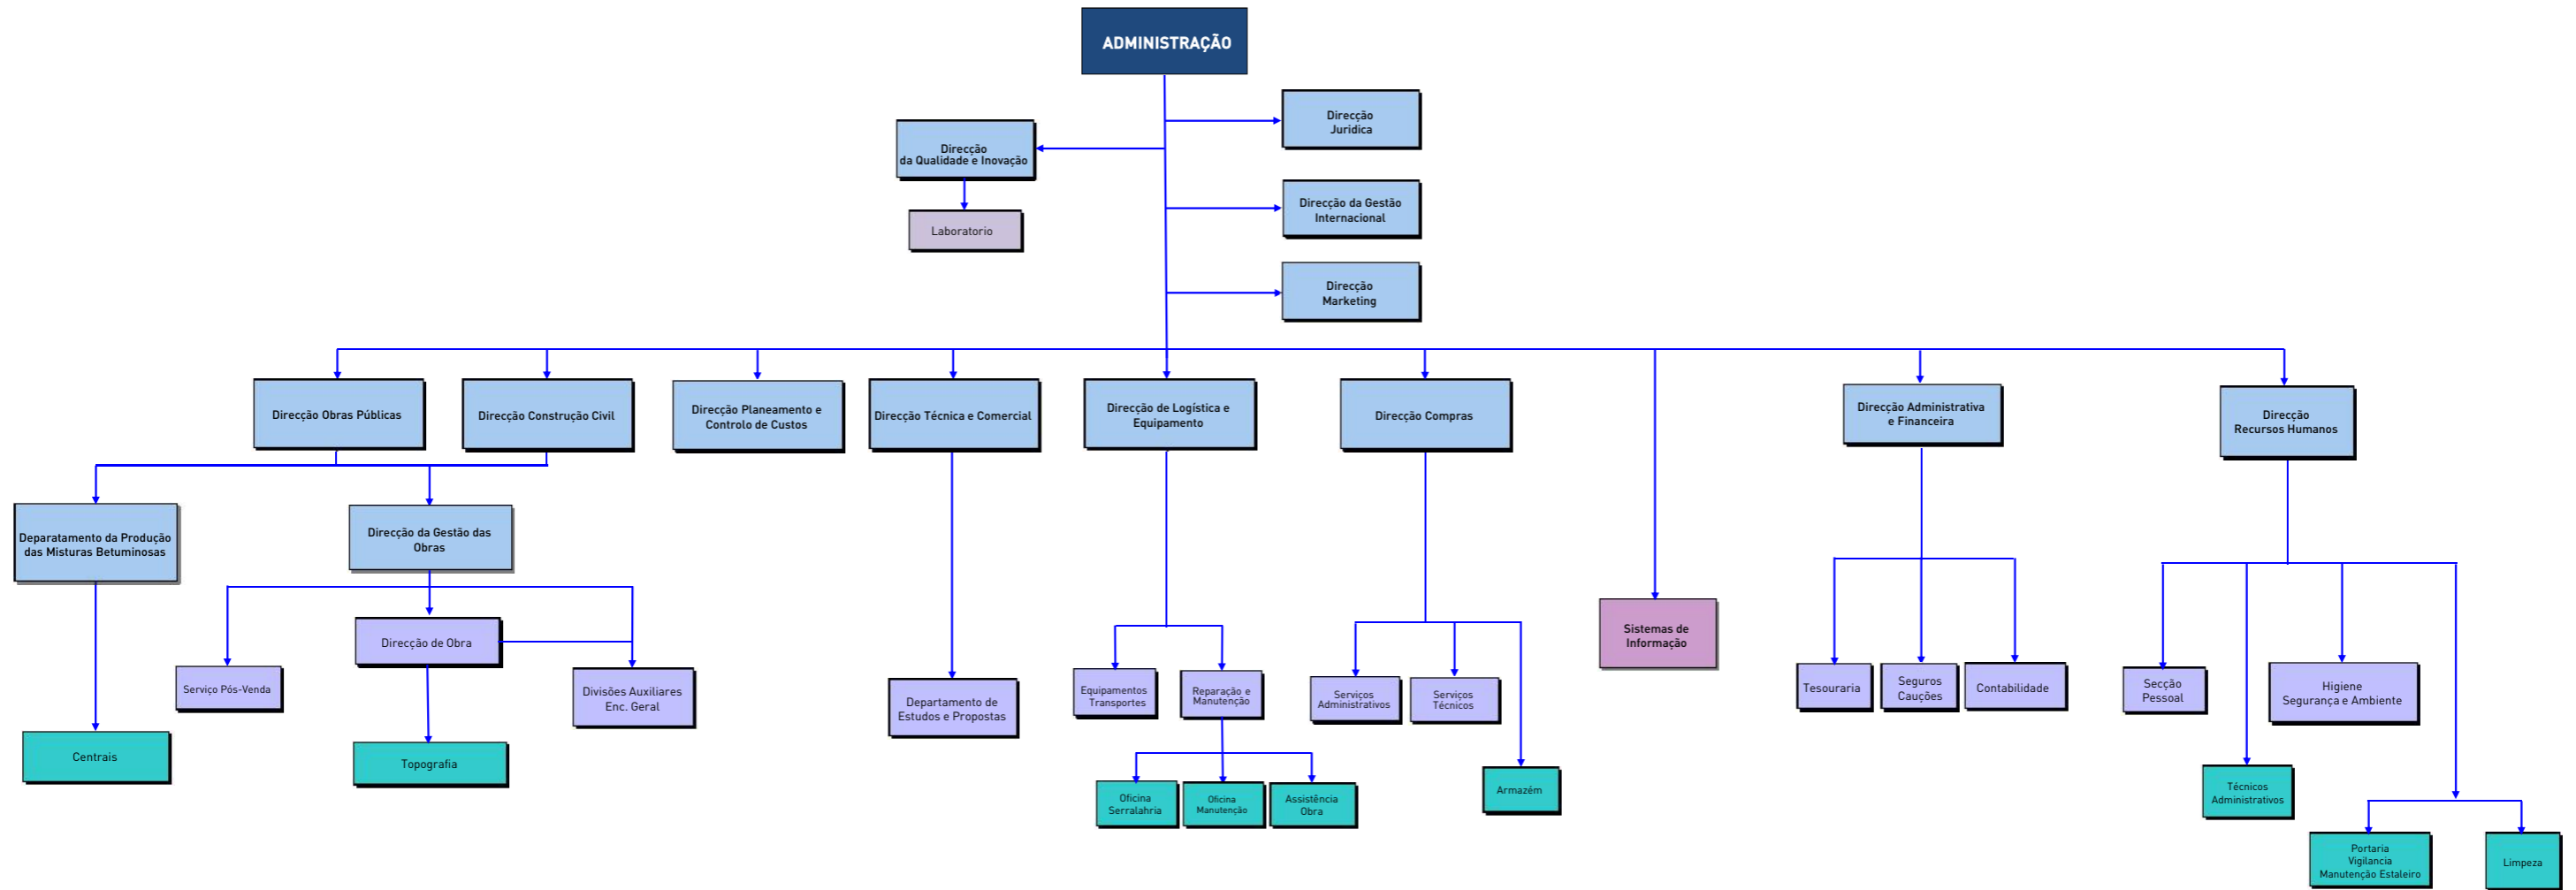 ADMINISTRAÇÃO
Direcção
Juridica
Direcção
da Qualidade e Inovação
Laboratorio
Direcção da Gestão
Internacional
Direcção
Marketing
Direcção Obras Públicas
Direcção Construção Civil
Direcção Planeamento e
Controlo de Custos
Direcção Técnica e Comercial
Direcção de Logística e
Equipamento
Direcção Compras
Direcção Administrativa
e Financeira
Direcção
Recursos Humanos
Deparatamento da Produção
das Misturas Betuminosas
Direcção da Gestão das
Obras
Direcção de Obra
Serviço Pós-Venda
Divisões Auxiliares
Enc. Geral
Centrais
Topografia
Departamento de
Estudos e Propostas
Equipamentos
Transportes
Reparação e
Manutenção
Oficina
Serralahria
Oficina
Manutenção
Assistência
Obra
Serviços
Administrativos
Serviços
Técnicos
Armazém
Sistemas de
Informação
Tesouraria
Seguros
Cauções
Contabilidade
Secção
Pessoal
Higiene
Segurança e Ambiente
Técnicos
Administrativos
Portaria
Vigilancia
Manutenção Estaleiro
Limpeza